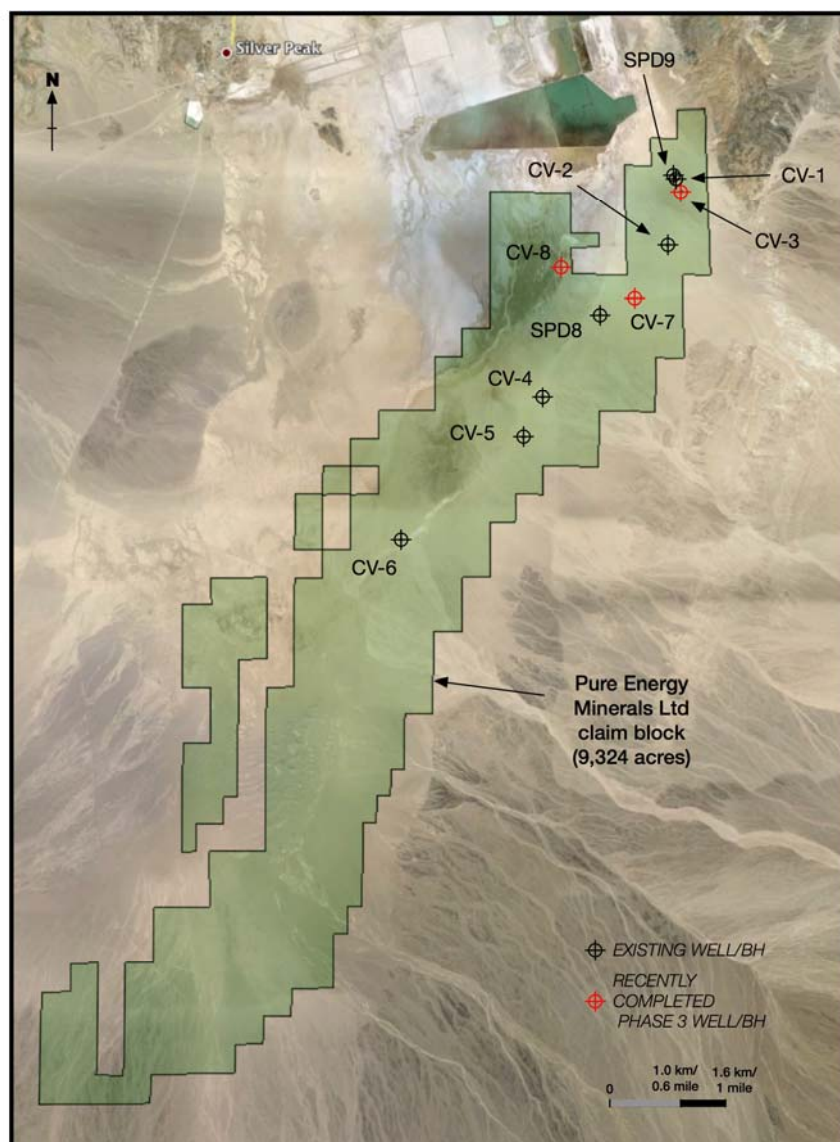 Silver Peak
N
SPD9
CV-2
CV-1
CV-3
CV-8
CV-7
SPD8
CV-4
CV-5
CV-6
Pure Energy
Minerals Ltd
claim block
(9,324 acres)
EXISTING WELL/BH
RECENTLY
COMPLETED
PHASE 3 WELL/BH
1.0 km/ 1.6 km/
0 0.6 mile 1 mile